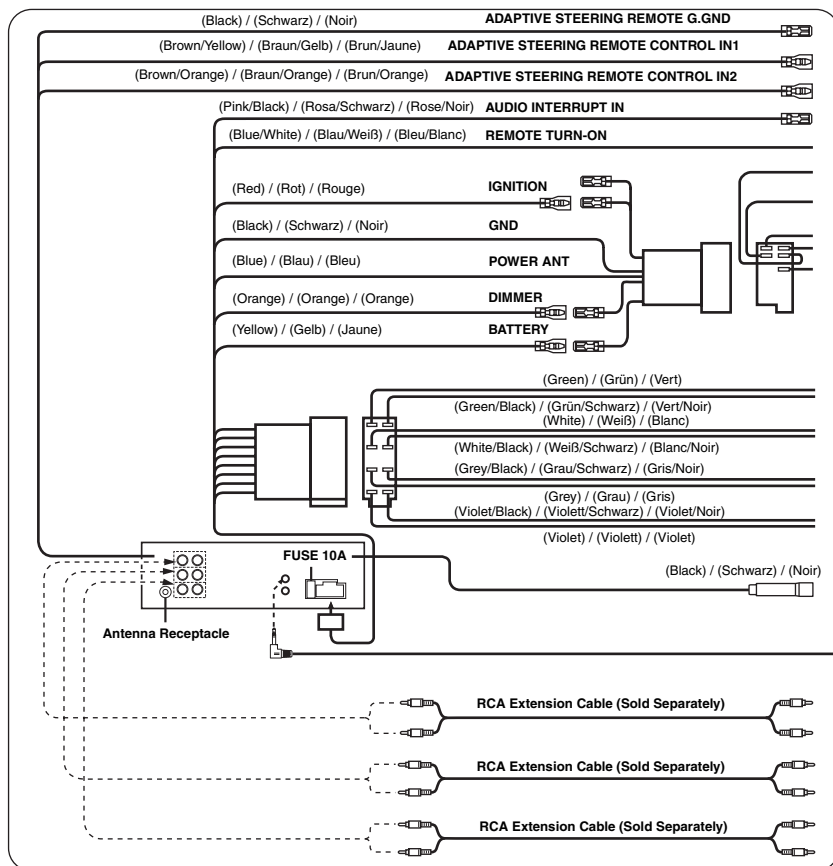 (Black) / (Schwarz) / (Noir) ADAPTIVE STEERING REMOTE G.GND
(Brown/Yellow) / (Braun/Gelb) / (Brun/Jaune) ADAPTIVE STEERING REMOTE CONTROL IN1
(Brown/Orange) / (Braun/Orange) / (Brun/Orange) ADAPTIVE STEERING REMOTE CONTROL IN2
(Pink/Black) / (Rosa/Schwarz) / (Rose/Noir) AUDIO INTERRUPT IN
(Blue/White) / (Blau/Weiß) / (Bleu/Blanc) REMOTE TURN-ON
(Red) / (Rot) / (Rouge) IGNITION
(Black) / (Schwarz) / (Noir) GND
(Blue) / (Blau) / (Bleu) POWER ANT
(Orange) / (Orange) / (Orange) DIMMER
(Yellow) / (Gelb) / (Jaune) BATTERY
(Green) / (Grün) / (Vert)
(Green/Black) / (Grün/Schwarz) / (Vert/Noir)
(White) / (Weiß) / (Blanc)
(White/Black) / (Weiß/Schwarz) / (Blanc/Noir)
(Grey/Black) / (Grau/Schwarz) / (Gris/Noir)
(Grey) / (Grau) / (Gris)
(Violet/Black) / (Violett/Schwarz) / (Violet/Noir)
(Violet) / (Violett) / (Violet)
FUSE 10A
(Black) / (Schwarz) / (Noir)
Antenna Receptacle
RCA Extension Cable (Sold Separately)
RCA Extension Cable (Sold Separately)
RCA Extension Cable (Sold Separately)